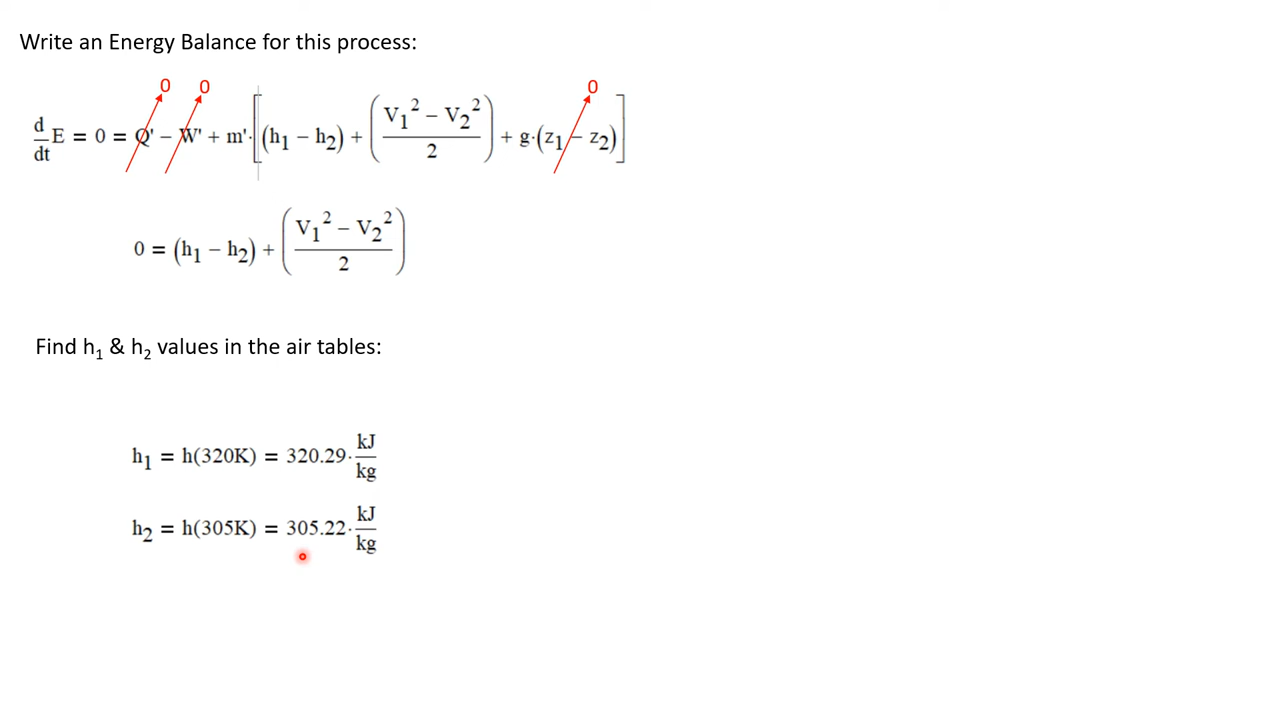 Write an Energy Balance for this process:
0 0 0
d/dt E = 0 = Q' − W' + m'·[(h₁ − h₂) + ((V₁² − V₂²)/2) + g·(z₁ − z₂)]
0 = (h₁ − h₂) + ((V₁² − V₂²)/2)
Find h₁ & h₂ values in the air tables:
h₁ = h(320K) = 320.29· kJ/kg
h₂ = h(305K) = 305.22· kJ/kg